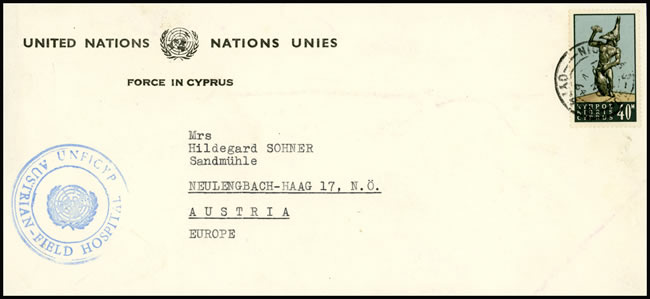 UNITED NATIONS NATIONS UNIES
FORCE IN CYPRUS
ΚΥΠΡΟΣ
KIBRIS
CYPRUS
40 M
Mrs
Hildegard SOHNER
Sandmühle
NEULENGBACH-HAAG 17, N.Ö.
AUSTRIA
EUROPE
UNFICYP
AUSTRIAN-FIELD HOSPITAL